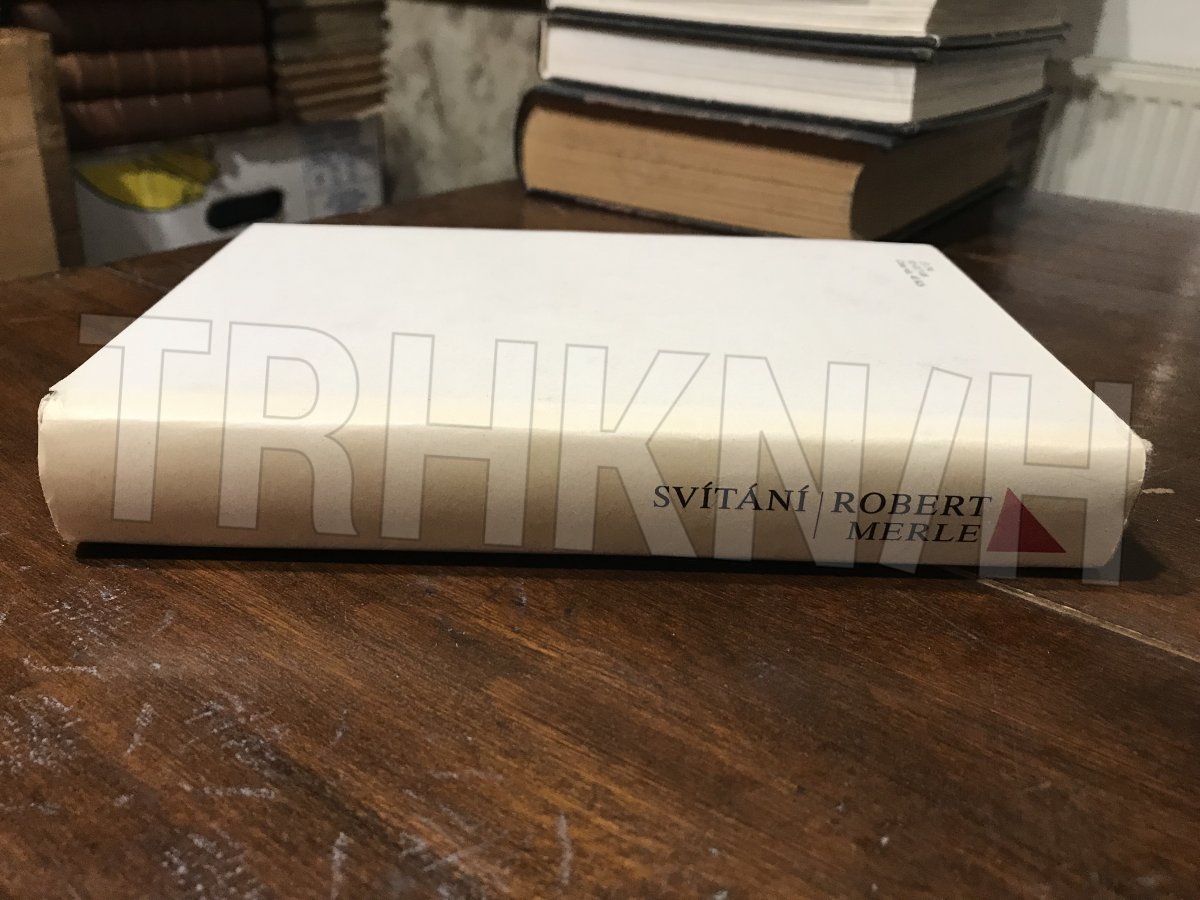 TRHKNIH
SVÍTÁNÍ
ROBERT
MERLE